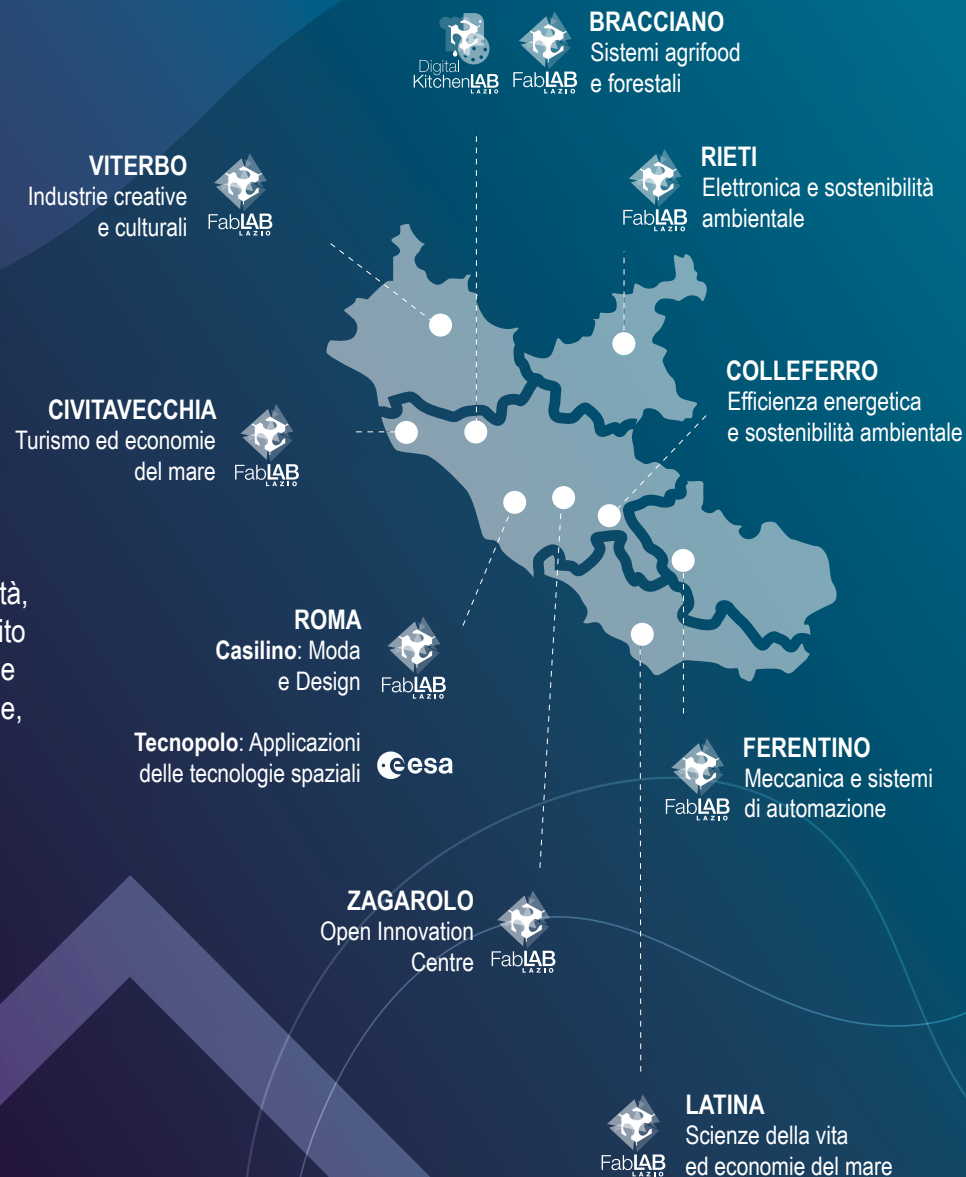 BRACCIANO
Sistemi agrifood
e forestali
Digital
KitchenLAB
LAZIO
FabLAB
LAZIO
VITERBO
Industrie creative
e culturali
FabLAB
LAZIO
RIETI
Elettronica e sostenibilità
ambientale
FabLAB
LAZIO
COLLEFERRO
Efficienza energetica
e sostenibilità ambientale
CIVITAVECCHIA
Turismo ed economie
del mare
FabLAB
LAZIO
tà,
ito
e
e,
ROMA
Casilino: Moda
e Design
FabLAB
LAZIO
Tecnopolo: Applicazioni
delle tecnologie spaziali
esa
FERENTINO
Meccanica e sistemi
di automazione
FabLAB
LAZIO
ZAGAROLO
Open Innovation
Centre
FabLAB
LAZIO
LATINA
Scienze della vita
ed economie del mare
FabLAB
LAZIO